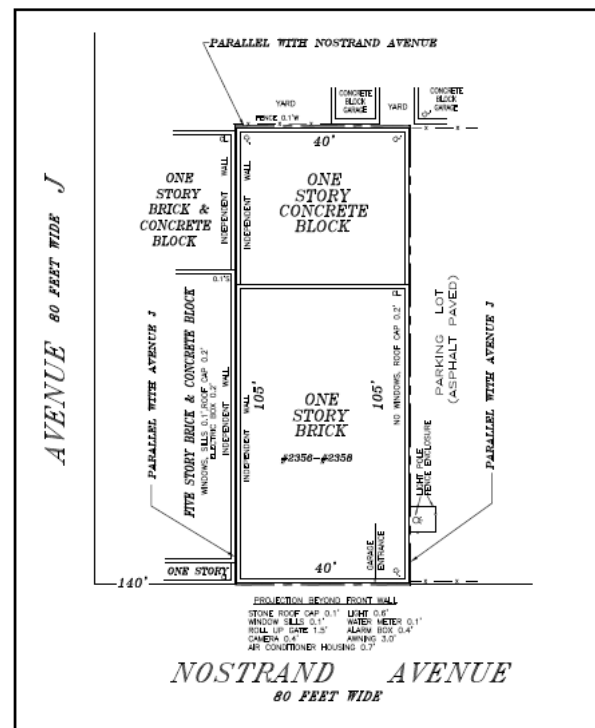 PARALLEL WITH NOSTRAND AVENUE
YARD
CONCRETE
BLOCK
GARAGE
YARD
CONCRETE
BLOCK
GARAGE
FENCE 0.1'W
40'
ONE
STORY
BRICK &
CONCRETE
BLOCK
INDEPENDENT WALL
INDEPENDENT WALL
ONE
STORY
CONCRETE
BLOCK
AVENUE 80 FEET WIDE J
0.1'S
PARALLEL WITH AVENUE J
FIVE STORY BRICK & CONCRETE BLOCK
WINDOWS, SILLS 0.1', ROOF CAP 0.2'
ELECTRIC BOX 0.2'
INDEPENDENT WALL
INDEPENDENT WALL
105'
ONE
STORY
BRICK
#2356-#2358
105'
NO WINDOWS, ROOF CAP 0.2'
PARKING LOT
(ASPHALT PAVED)
PARALLEL WITH AVENUE J
LIGHT POLE
FENCE ENCLOSURE
GARAGE
ENTRANCE
ONE STORY
140'
40'
PROJECTION BEYOND FRONT WALL
STONE ROOF CAP 0.1' LIGHT 0.6'
WINDOW SILLS 0.1' WATER METER 0.1'
ROLL UP GATE 1.5' ALARM BOX 0.4'
CAMERA 0.4' AWNING 3.0'
AIR CONDITIONER HOUSING 0.7'
NOSTRAND AVENUE
80 FEET WIDE